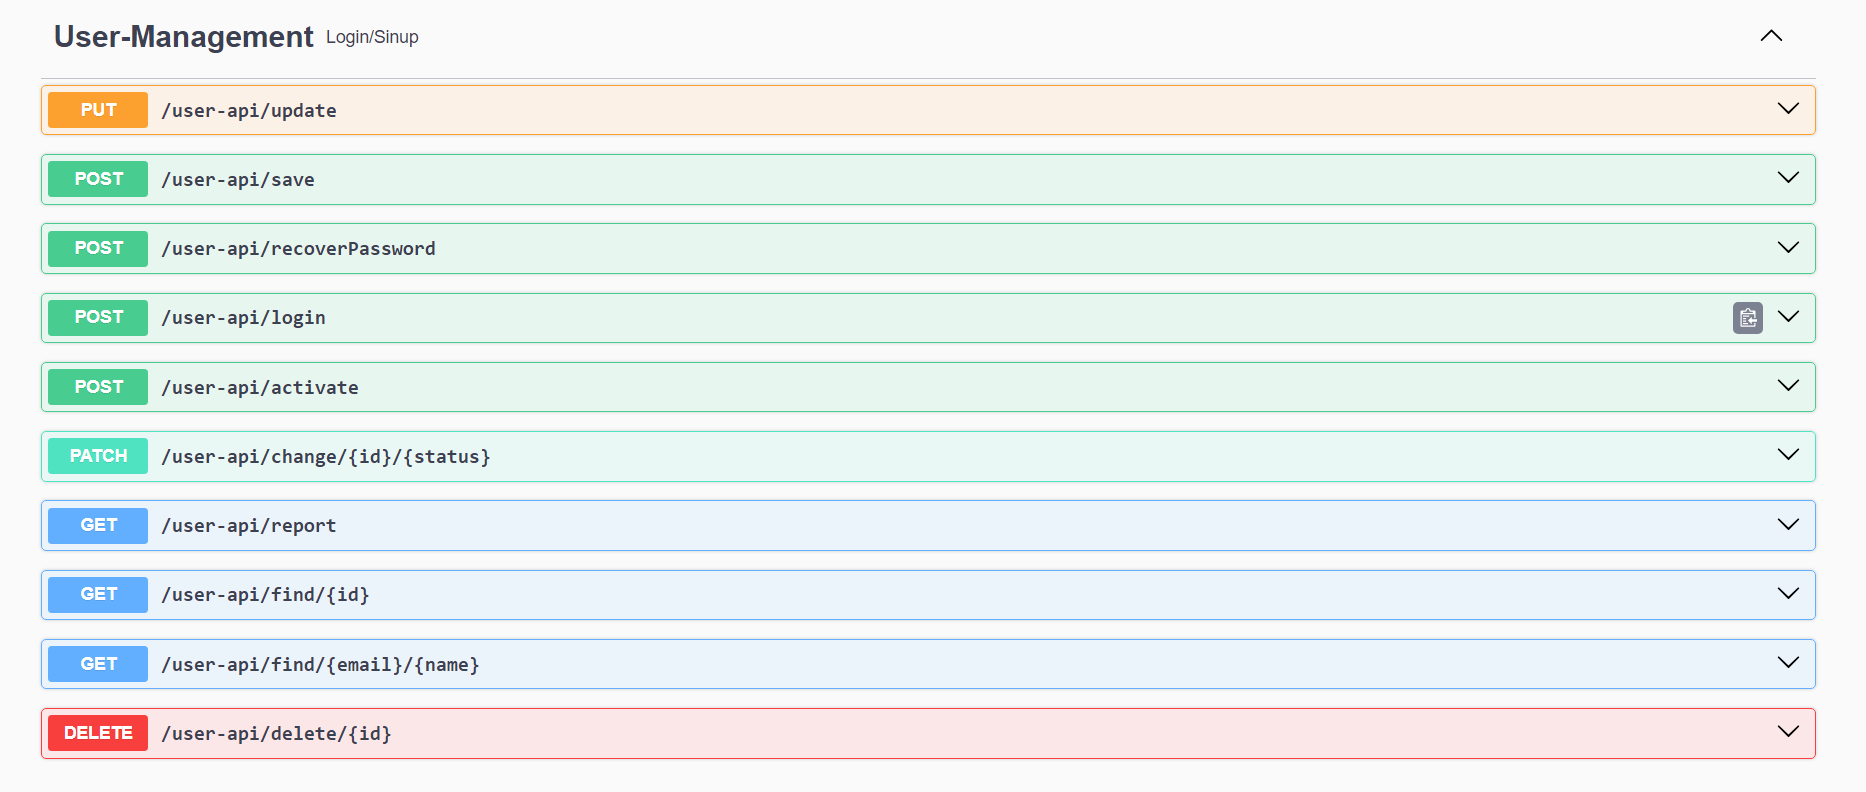 User-Management Login/Sinup
PUT /user-api/update
POST /user-api/save
POST /user-api/recoverPassword
POST /user-api/login
POST /user-api/activate
PATCH /user-api/change/{id}/{status}
GET /user-api/report
GET /user-api/find/{id}
GET /user-api/find/{email}/{name}
DELETE /user-api/delete/{id}